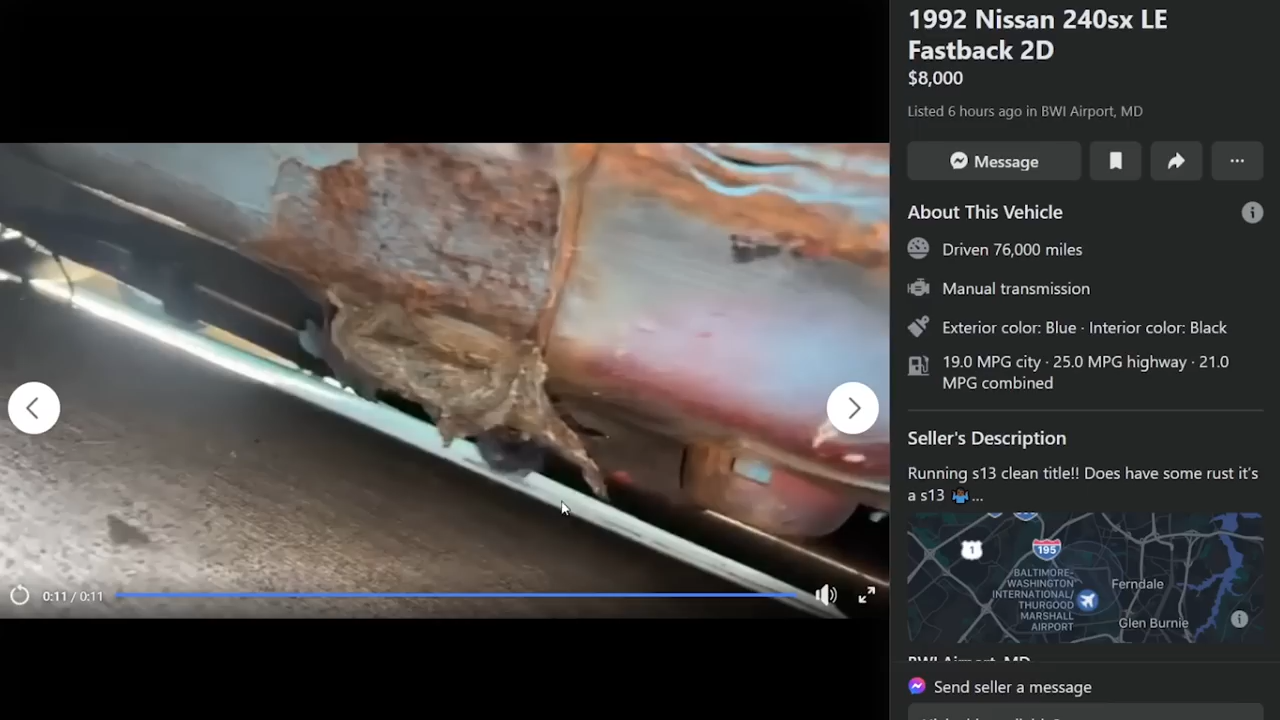 1992 Nissan 240sx LE
Fastback 2D
$8,000
Listed 6 hours ago in BWI Airport, MD
Message
About This Vehicle
Driven 76,000 miles
Manual transmission
Exterior color: Blue · Interior color: Black
19.0 MPG city · 25.0 MPG highway · 21.0
MPG combined
Seller's Description
Running s13 clean title!! Does have some rust it's
a s13 🤷🏾‍♂️...
1
195
BALTIMORE-
WASHINGTON
INTERNATIONAL/
THURGOOD
MARSHALL
AIRPORT
Ferndale
Glen Burnie
BWI Airport, MD
Send seller a message
0:11 / 0:11